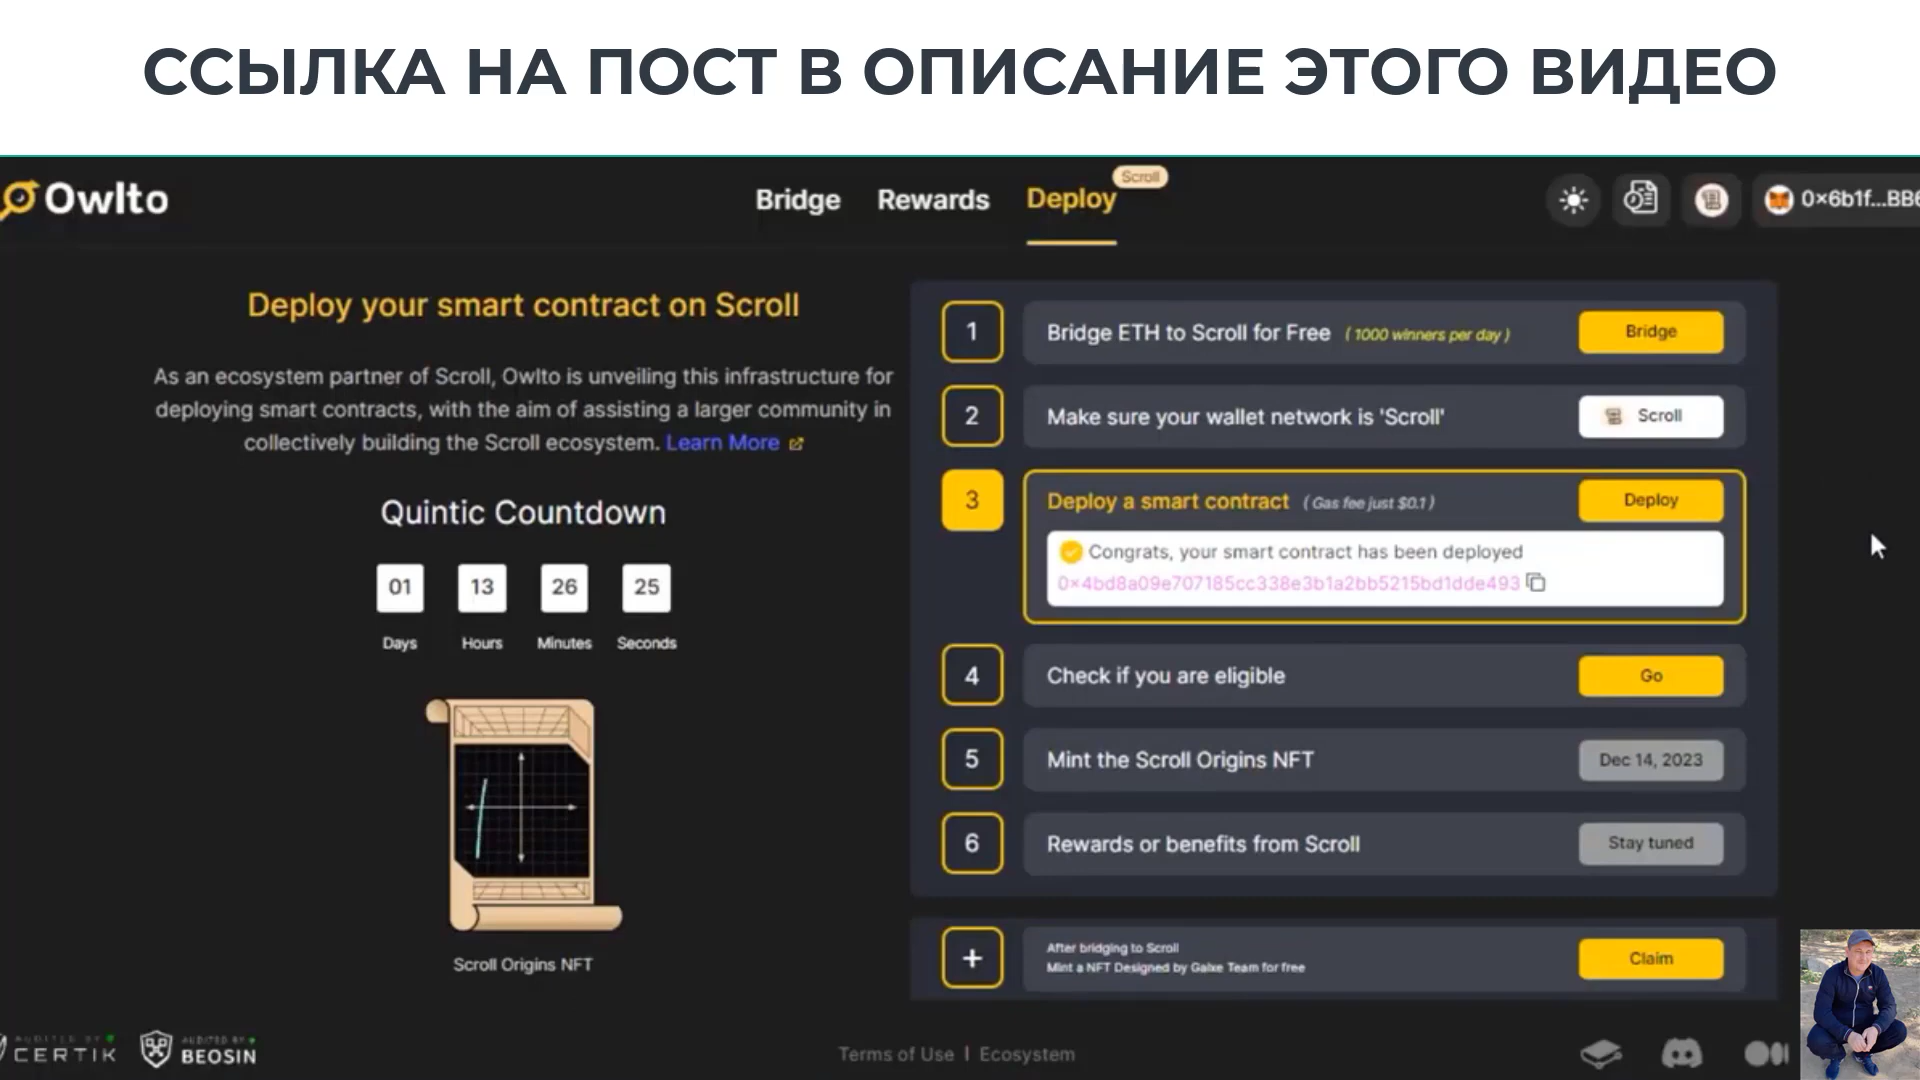 ССЫЛКА НА ПОСТ В ОПИСАНИЕ ЭТОГО ВИДЕО
Owlto
Bridge
Rewards
Deploy
Scroll
0x6b1f...BB6
Deploy your smart contract on Scroll
As an ecosystem partner of Scroll, Owlto is unveiling this infrastructure for
deploying smart contracts, with the aim of assisting a larger community in
collectively building the Scroll ecosystem. Learn More
Quintic Countdown
01 13 26 25
Days Hours Minutes Seconds
Scroll Origins NFT
1 Bridge ETH to Scroll for Free ( 1000 winners per day ) Bridge
2 Make sure your wallet network is 'Scroll' Scroll
3 Deploy a smart contract ( Gas fee just $0.1 ) Deploy
Congrats, your smart contract has been deployed
0x4bd8a09e707185cc338e3b1a2bb5215bd1dde493
4 Check if you are eligible Go
5 Mint the Scroll Origins NFT Dec 14, 2023
6 Rewards or benefits from Scroll Stay tuned
+ After bridging to Scroll
Mint a NFT Designed by Galxe Team for free Claim
AUDITED BY
CERTIK
AUDITED BY
BEOSIN
Terms of Use | Ecosystem